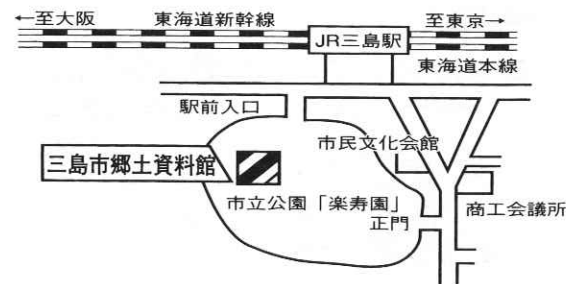 ←至大阪
東海道新幹線
JR三島駅
至東京→
東海道本線
駅前入口
市民文化会館
三島市郷土資料館
市立公園「楽寿園」
正門
商工会議所